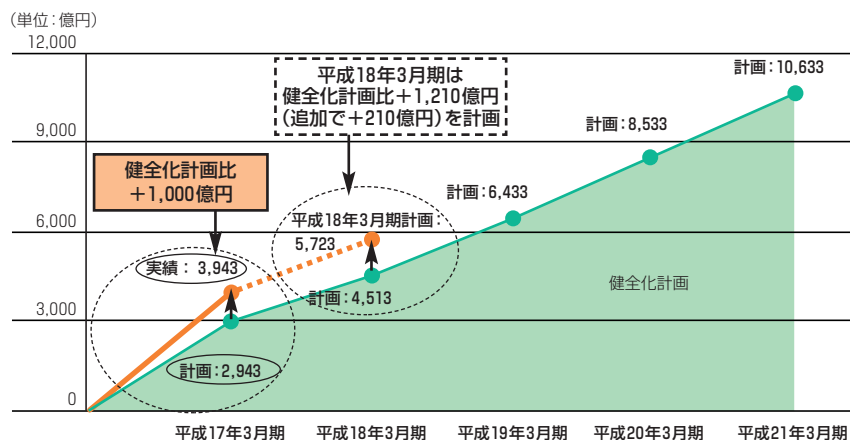 （単位：億円）
12,000
9,000
6,000
3,000
0
平成18年3月期は
健全化計画比＋1,210億円
（追加で＋210億円）を計画
健全化計画比
＋1,000億円
計画：10,633
計画：8,533
計画：6,433
平成18年3月期計画：
5,723
実績：3,943
計画：4,513
計画：2,943
健全化計画
平成17年3月期
平成18年3月期
平成19年3月期
平成20年3月期
平成21年3月期